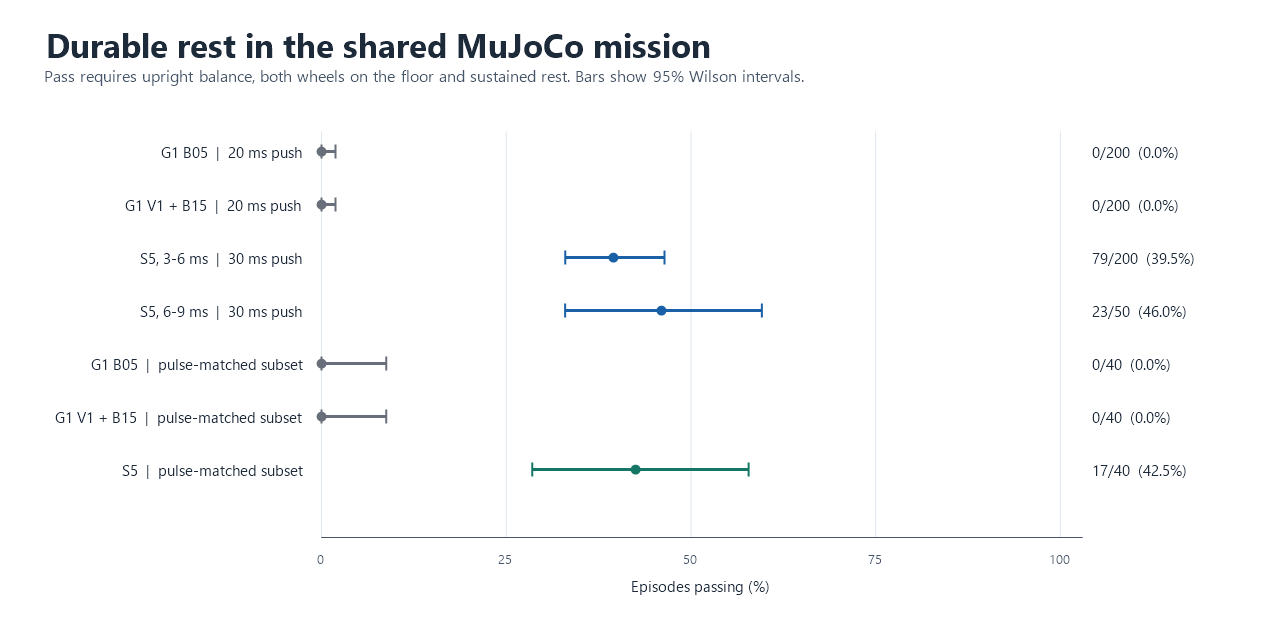 Durable rest in the shared MuJoCo mission
Pass requires upright balance, both wheels on the floor and sustained rest. Bars show 95% Wilson intervals.
G1 B05 | 20 ms push 0/200 (0.0%)
G1 V1 + B15 | 20 ms push 0/200 (0.0%)
S5, 3-6 ms | 30 ms push 79/200 (39.5%)
S5, 6-9 ms | 30 ms push 23/50 (46.0%)
G1 B05 | pulse-matched subset 0/40 (0.0%)
G1 V1 + B15 | pulse-matched subset 0/40 (0.0%)
S5 | pulse-matched subset 17/40 (42.5%)
0 25 50 75 100
Episodes passing (%)